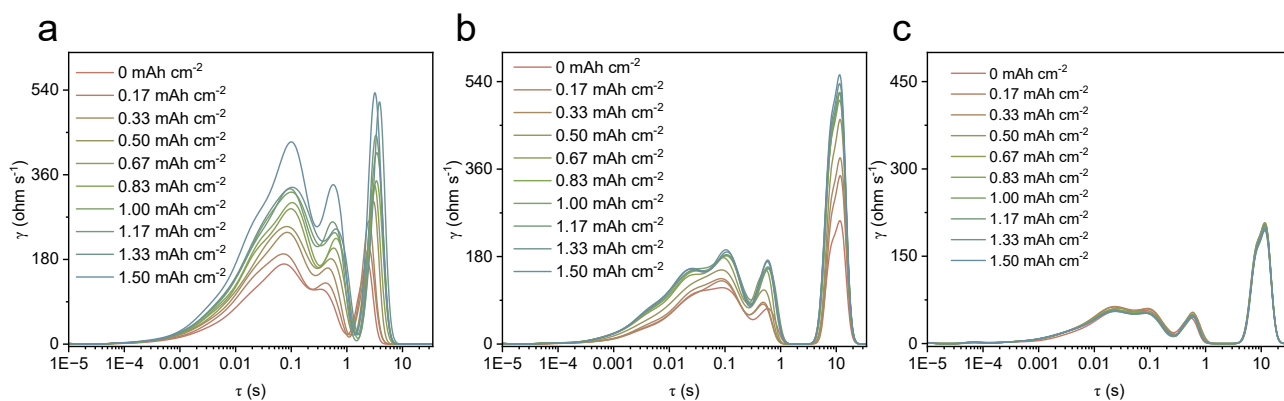 a
540
360
180
0
γ (ohm s⁻¹)
0 mAh cm⁻²
0.17 mAh cm⁻²
0.33 mAh cm⁻²
0.50 mAh cm⁻²
0.67 mAh cm⁻²
0.83 mAh cm⁻²
1.00 mAh cm⁻²
1.17 mAh cm⁻²
1.33 mAh cm⁻²
1.50 mAh cm⁻²
1E−5 1E−4 0.001 0.01 0.1 1 10
τ (s)
b
540
360
180
0
γ (ohm s⁻¹)
0 mAh cm⁻²
0.17 mAh cm⁻²
0.33 mAh cm⁻²
0.50 mAh cm⁻²
0.67 mAh cm⁻²
0.83 mAh cm⁻²
1.00 mAh cm⁻²
1.17 mAh cm⁻²
1.33 mAh cm⁻²
1.50 mAh cm⁻²
1E−5 1E−4 0.001 0.01 0.1 1 10
τ (s)
c
450
300
150
0
γ (ohm s⁻¹)
0 mAh cm⁻²
0.17 mAh cm⁻²
0.33 mAh cm⁻²
0.50 mAh cm⁻²
0.67 mAh cm⁻²
0.83 mAh cm⁻²
1.00 mAh cm⁻²
1.17 mAh cm⁻²
1.33 mAh cm⁻²
1.50 mAh cm⁻²
1E−5 1E−4 0.001 0.01 0.1 1 10
τ (s)